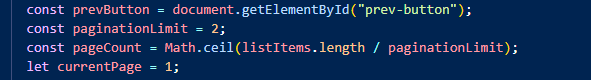 const prevButton = document.getElementById("prev-button");
const paginationLimit = 2;
const pageCount = Math.ceil(listItems.length / paginationLimit);
let currentPage = 1;